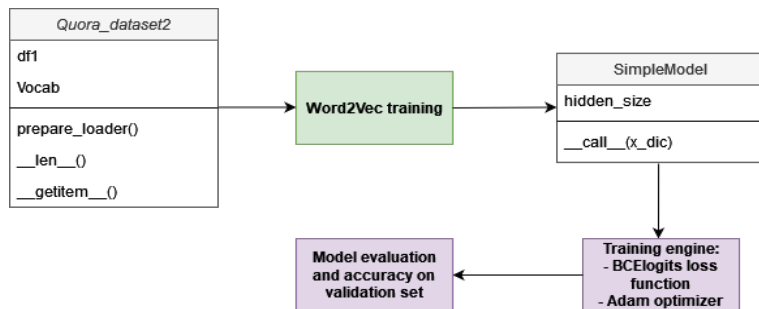 Quora_dataset2
df1
Vocab
prepare_loader()
__len__()
__getitem__()
Word2Vec training
SimpleModel
hidden_size
__call__(x_dic)
Training engine:
- BCElogits loss
function
- Adam optimizer
Model evaluation
and accuracy on
validation set